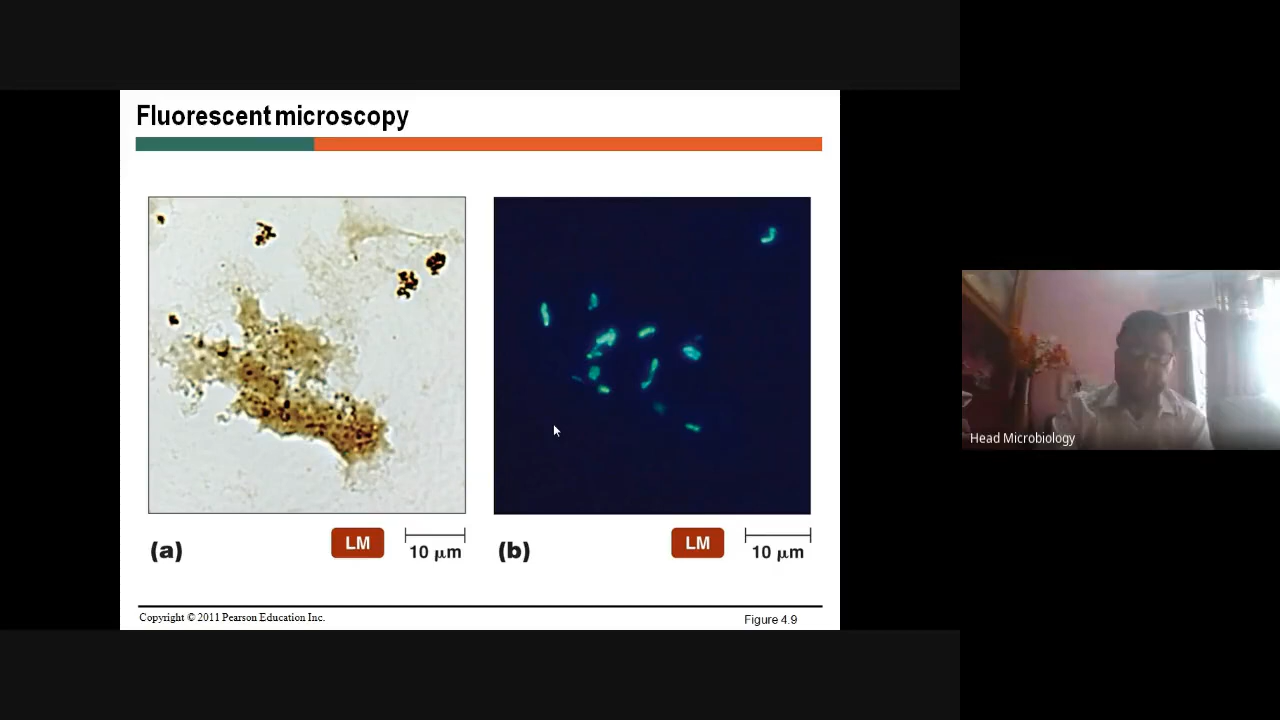 Fluorescent microscopy
(a)
LM
10 μm
(b)
LM
10 μm
Copyright © 2011 Pearson Education Inc.
Figure 4.9
Head Microbiology